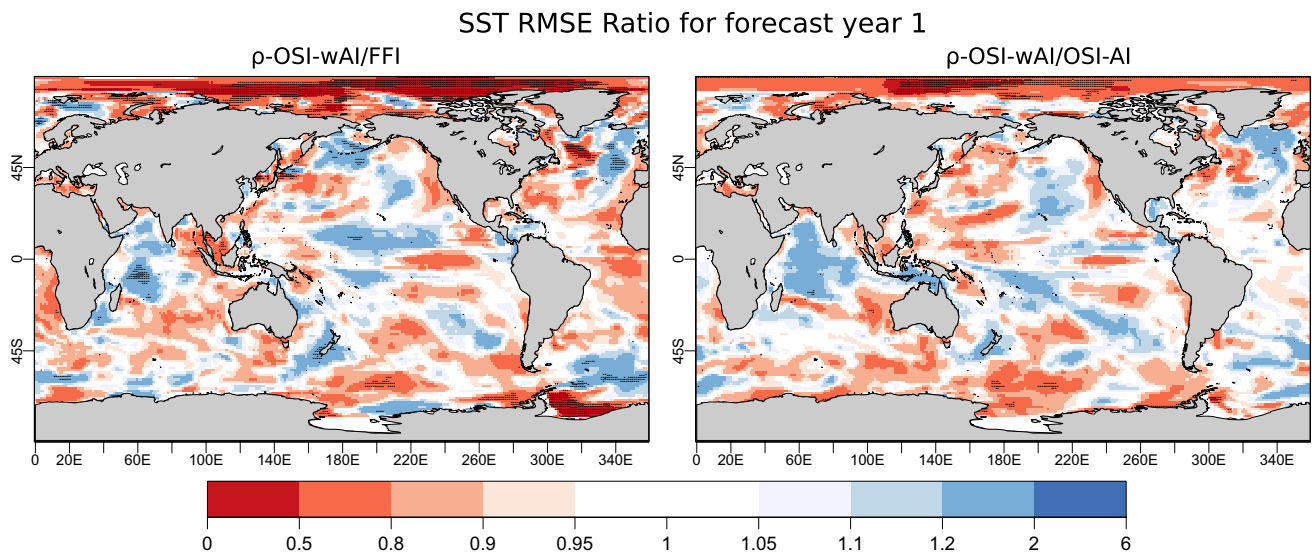 SST RMSE Ratio for forecast year 1
ρ-OSI-wAI/FFI
ρ-OSI-wAI/OSI-AI
45N
0
45S
45N
0
45S
0 20E 60E 100E 140E 180E 220E 260E 300E 340E
0 20E 60E 100E 140E 180E 220E 260E 300E 340E
0 0.5 0.8 0.9 0.95 1 1.05 1.1 1.2 2 6